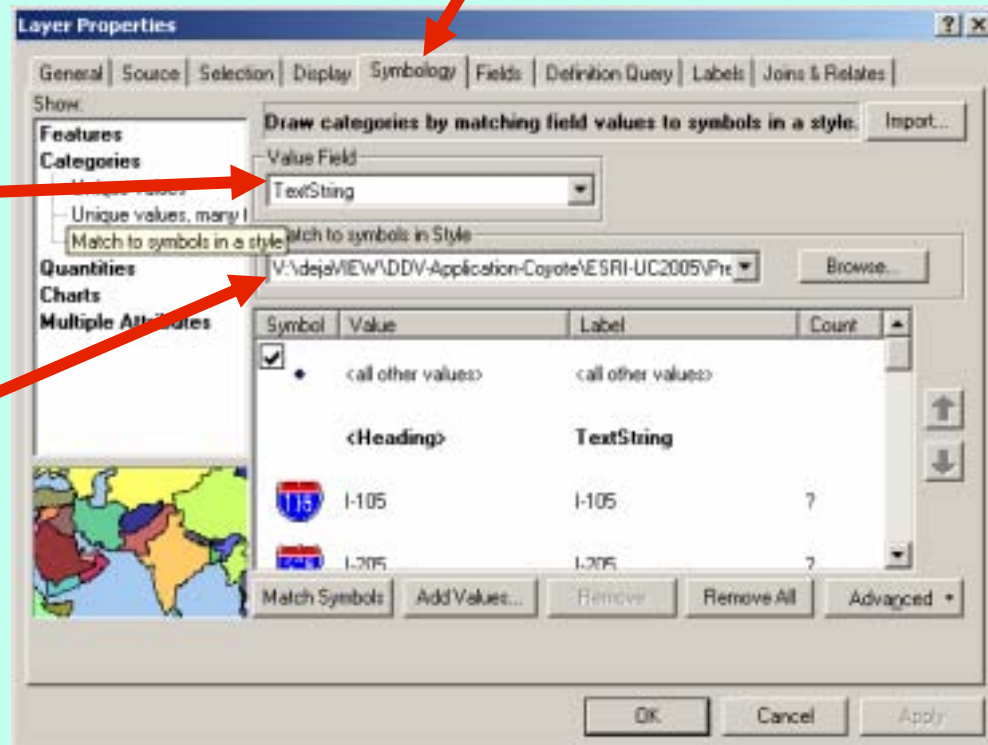 Layer Properties
General Source Selection Display Symbology Fields Definition Query Labels Joins & Relates
Show:
Features
Categories
Unique values
Unique values, many f
Match to symbols in a style
Quantities
Charts
Multiple Attributes
Draw categories by matching field values to symbols in a style. Import...
Value Field
TextString
Match to symbols in Style
V:\dejaVIEW\DDV-Application-Coyote\ESRI-UC2005\Pre Browse...
Symbol Value Label Count
<all other values> <all other values>
<Heading> TextString
I-105 I-105 ?
I-205 I-205 ?
Match Symbols Add Values... Remove Remove All Advanced
OK Cancel Apply